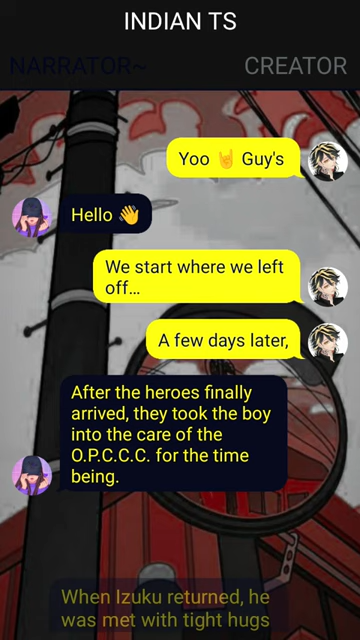 INDIAN TS
NARRATOR~
CREATOR
Yoo 🤘 Guy's
Hello 👋
We start where we left
off...
A few days later,
After the heroes finally
arrived, they took the boy
into the care of the
O.P.C.C.C. for the time
being.
When Izuku returned, he
was met with tight hugs